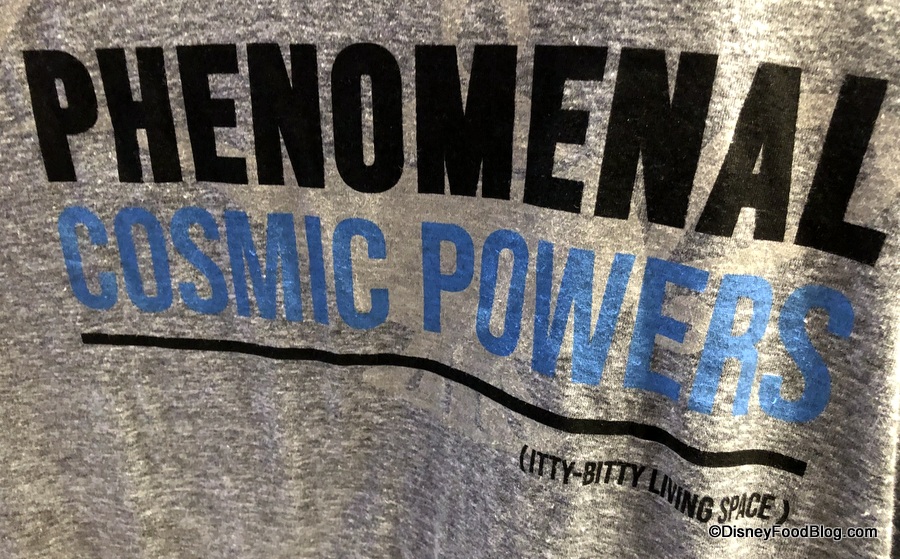 PHENOMENAL
COSMIC POWERS
(ITTY-BITTY LIVING SPACE)
©DisneyFoodBlog.com